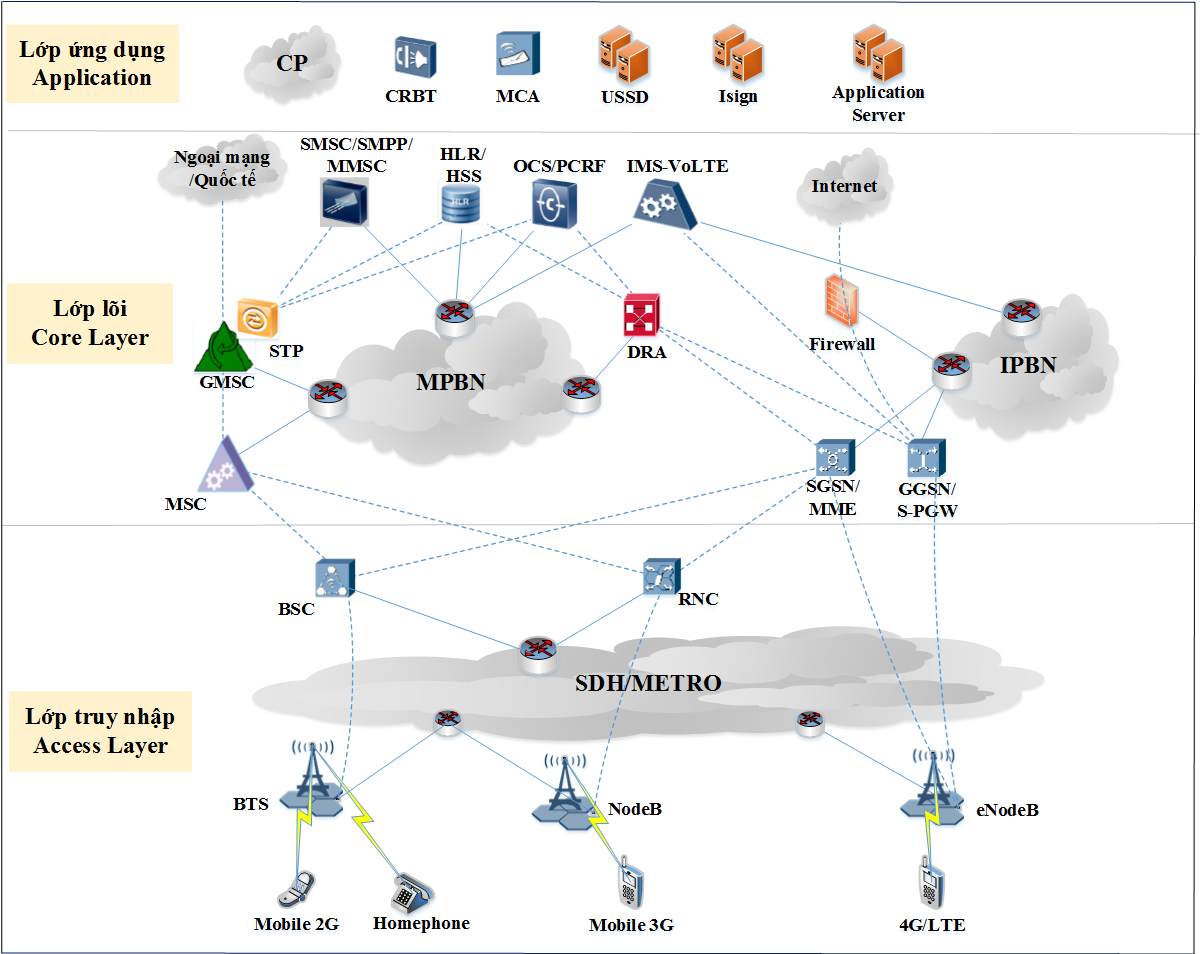 Lớp ứng dụng
Application
CP
CRBT
MCA
USSD
Isign
Application
Server
Ngoại mạng
/Quốc tế
SMSC/SMPP/
MMSC
HLR/
HSS
HLR
OCS/PCRF
C
IMS-VoLTE
Internet
Lớp lõi
Core Layer
STP
GMSC
MPBN
DRA
Firewall
IPBN
MSC
SGSN/
MME
GGSN/
S-PGW
BSC
RNC
SDH/METRO
Lớp truy nhập
Access Layer
BTS
NodeB
eNodeB
Mobile 2G
Homephone
Mobile 3G
4G/LTE